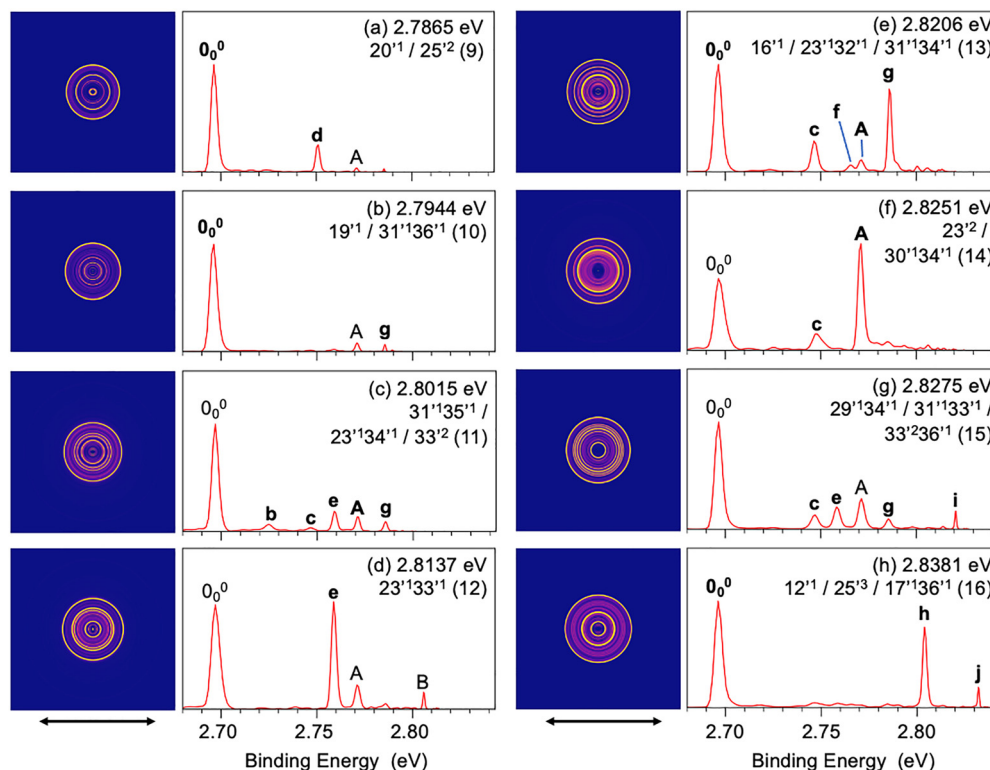 (a) 2.7865 eV
0₀⁰ 20'¹ / 25'² (9)
d
A
(b) 2.7944 eV
0₀⁰ 19'¹ / 31'¹36'¹ (10)
A g
(c) 2.8015 eV
0₀⁰ 31'¹35'¹ /
23'¹34'¹ / 33'² (11)
b c e A g
(d) 2.8137 eV
0₀⁰ e 23'¹33'¹ (12)
A B
2.70 2.75 2.80
Binding Energy (eV)
(e) 2.8206 eV
0₀⁰ 16'¹ / 23'¹32'¹ / 31'¹34'¹ (13)
g
f A
c
(f) 2.8251 eV
A 23'² /
0₀⁰ 30'¹34'¹ (14)
c
(g) 2.8275 eV
0₀⁰ 29'¹34'¹ / 31'¹33'¹ /
33'²36'¹ (15)
c e A g i
(h) 2.8381 eV
0₀⁰ 12'¹ / 25'³ / 17'¹36'¹ (16)
h
j
2.70 2.75 2.80
Binding Energy (eV)